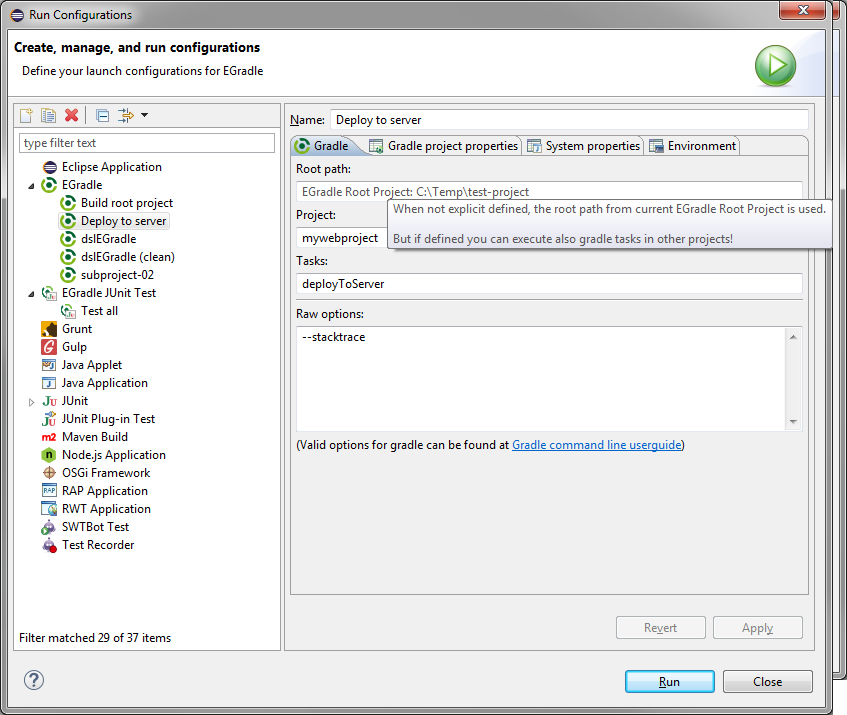 Run Configurations
Create, manage, and run configurations
Define your launch configurations for EGradle
type filter text
Eclipse Application
EGradle
Build root project
Deploy to server
dslEGradle
dslEGradle (clean)
subproject-02
EGradle JUnit Test
Test all
Grunt
Gulp
Java Applet
Java Application
JUnit
JUnit Plug-in Test
Maven Build
Node.js Application
OSGi Framework
RAP Application
RWT Application
SWTBot Test
Test Recorder
Filter matched 29 of 37 items
Name: Deploy to server
Gradle Gradle project properties System properties Environment
Root path:
EGradle Root Project: C:\Temp\test-project
When not explicit defined, the root path from current EGradle Root Project is used.
But if defined you can execute also gradle tasks in other projects!
Project:
mywebproject
Tasks:
deployToServer
Raw options:
--stacktrace
(Valid options for gradle can be found at Gradle command line userguide)
Revert Apply
Run Close